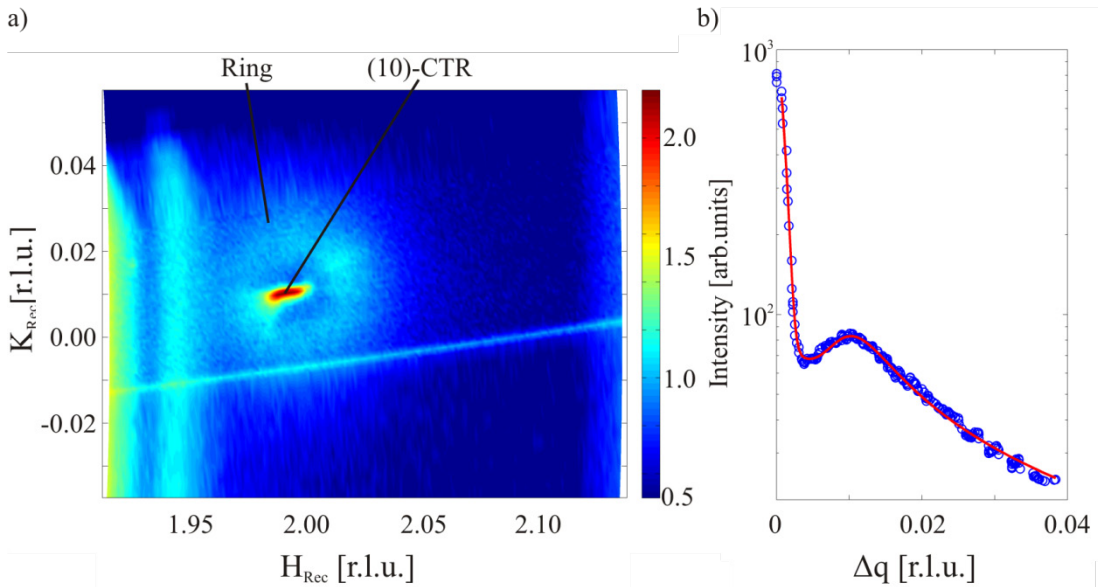 a)
Ring
(10)-CTR
0.04
0.02
0.00
-0.02
K_Rec[r.l.u.]
1.95
2.00
2.05
2.10
H_Rec [r.l.u.]
2.0
1.5
1.0
0.5
b)
10^3
10^2
Intensity [arb.units]
0
0.02
0.04
Δq [r.l.u.]